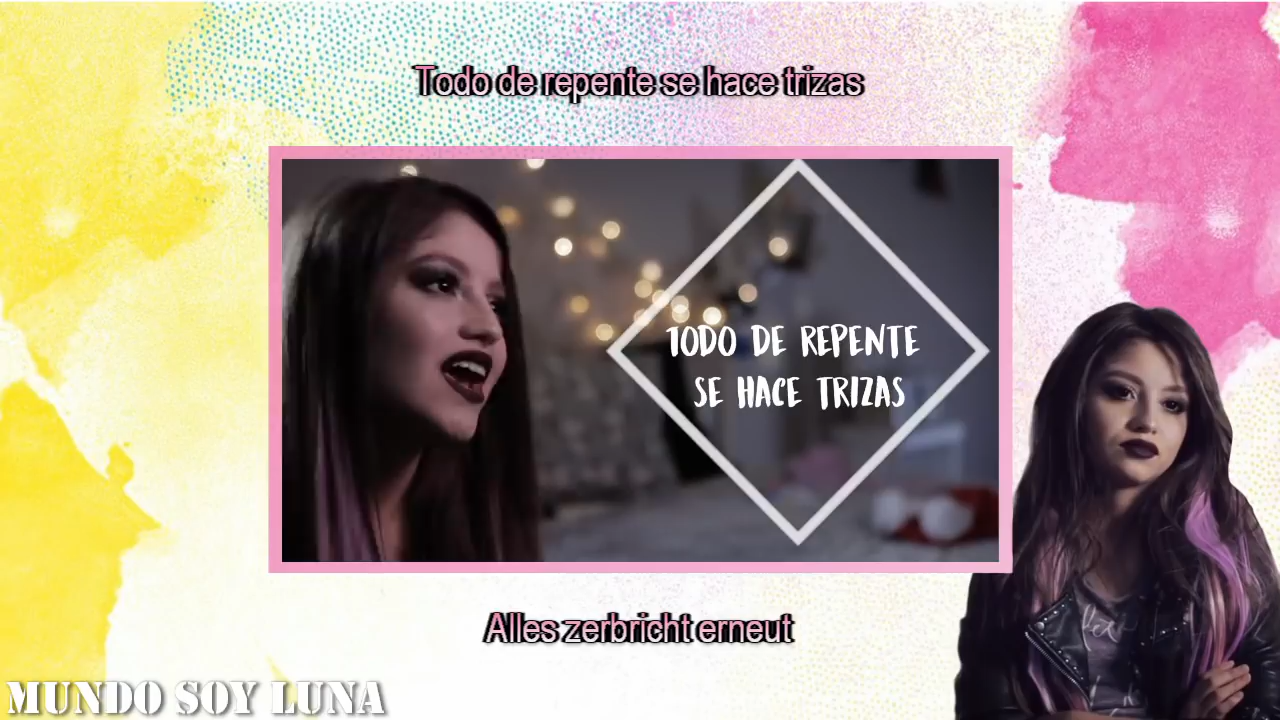 Todo de repente se hace trizas
TODO DE REPENTE
SE HACE TRIZAS
Alles zerbricht erneut
MUNDO SOY LUNA